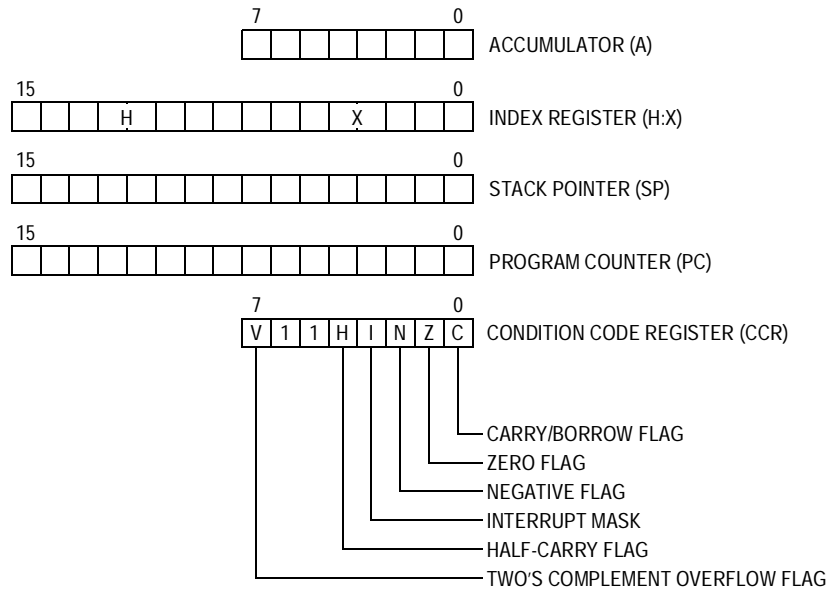 7 0
ACCUMULATOR (A)
15 0
H X INDEX REGISTER (H:X)
15 0
STACK POINTER (SP)
15 0
PROGRAM COUNTER (PC)
7 0
V 1 1 H I N Z C CONDITION CODE REGISTER (CCR)
CARRY/BORROW FLAG
ZERO FLAG
NEGATIVE FLAG
INTERRUPT MASK
HALF-CARRY FLAG
TWO'S COMPLEMENT OVERFLOW FLAG